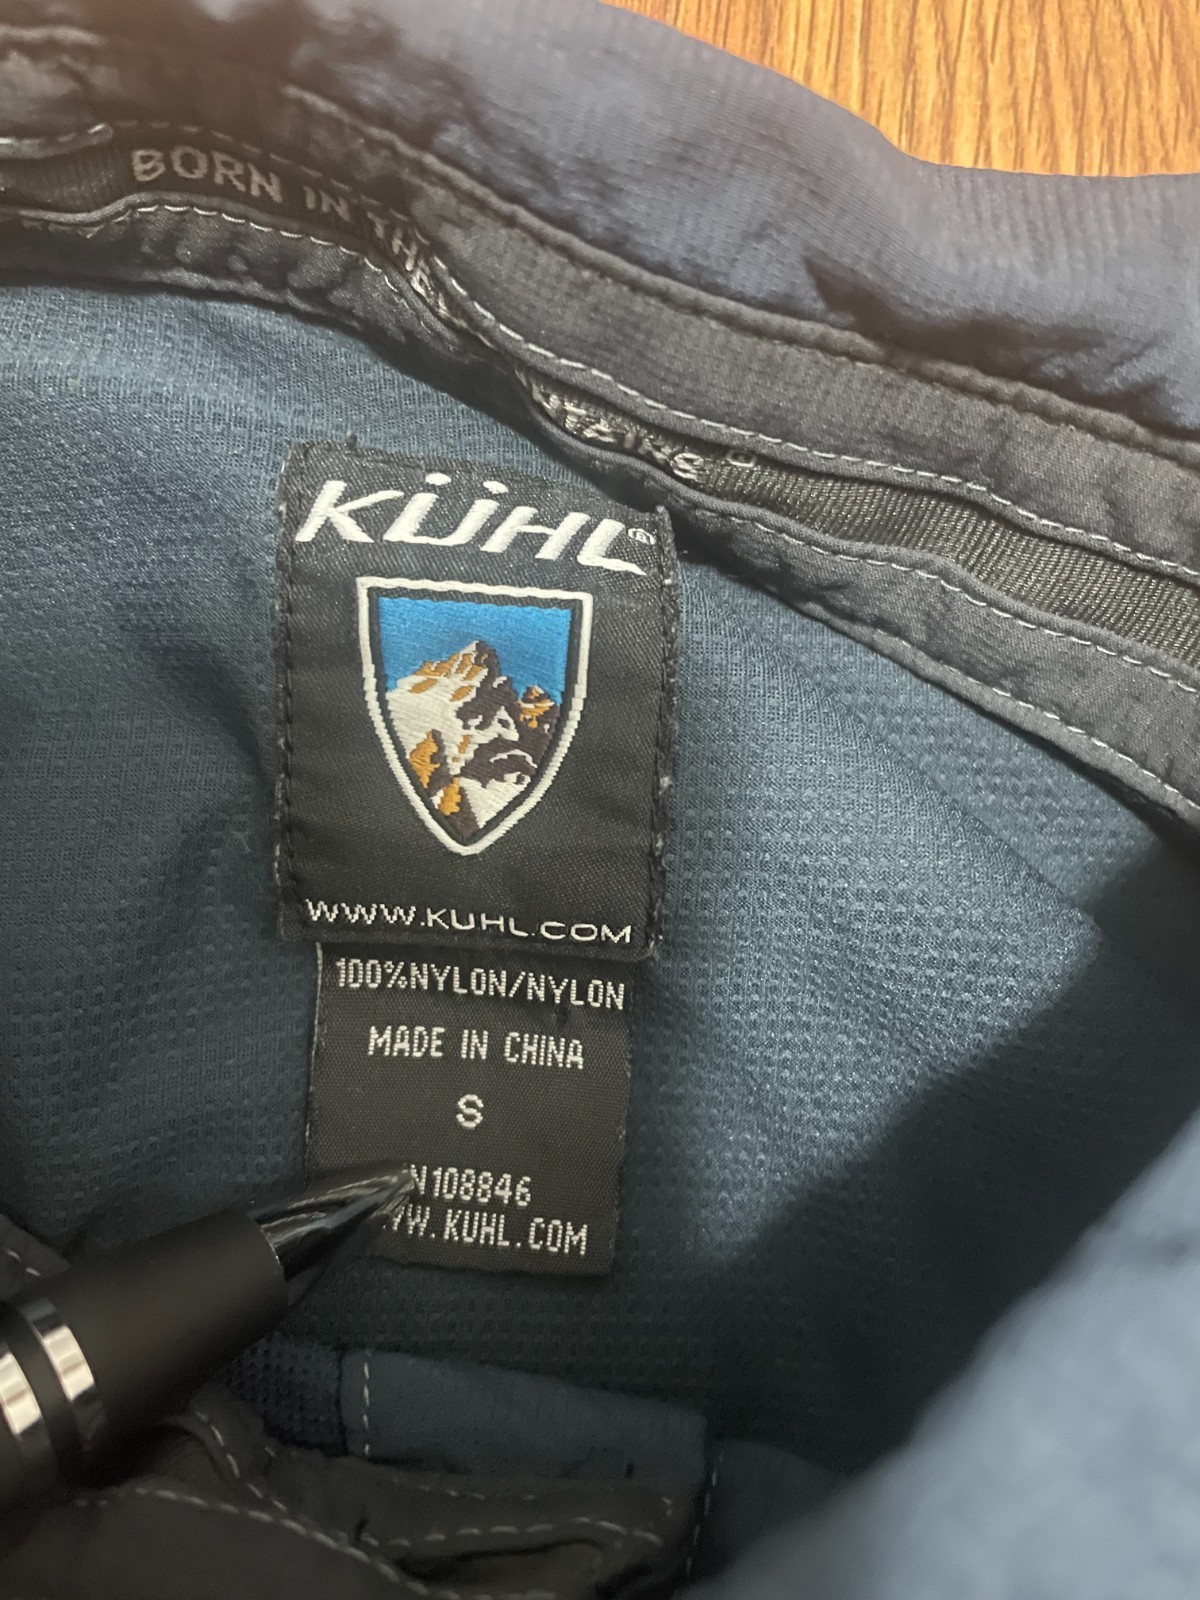 BORN IN THE
KÜHL®
WWW.KUHL.COM
100%NYLON/NYLON
MADE IN CHINA
S
N108846
W.KUHL.COM